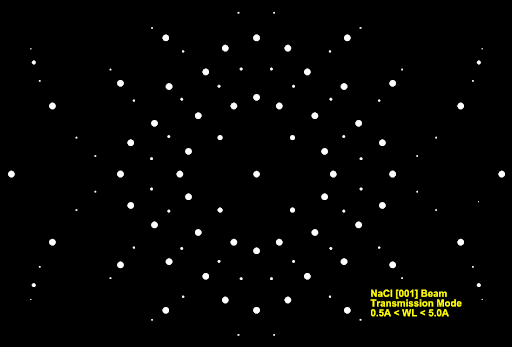 NaCl [001] Beam
Transmission Mode
0.5A < WL < 5.0A